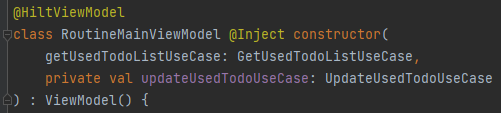 @HiltViewModel
class RoutineMainViewModel @Inject constructor(
    getUsedTodoListUseCase: GetUsedTodoListUseCase,
    private val updateUsedTodoUseCase: UpdateUsedTodoUseCase
) : ViewModel() {